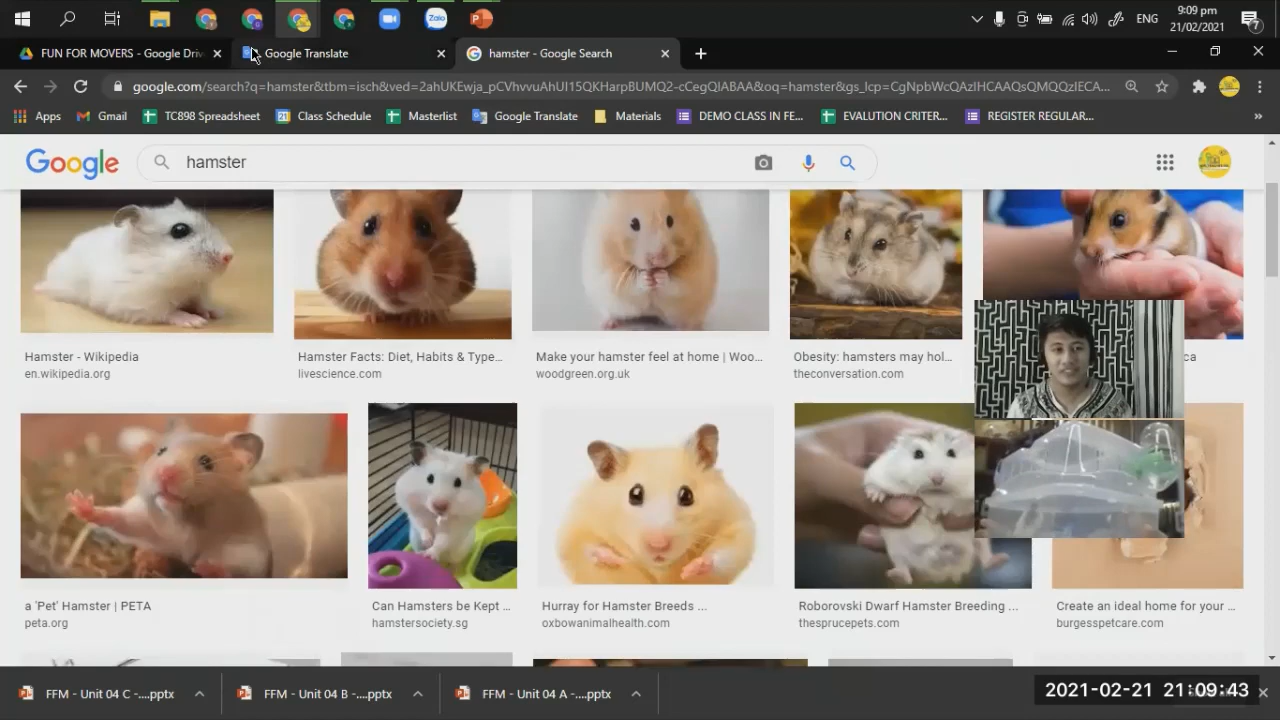 ENG
9:09 pm
21/02/2021
7
FUN FOR MOVERS - Google Driv
Google Translate
hamster - Google Search
google.com/search?q=hamster&tbm=isch&ved=2ahUKEwja_pCVhvvuAhUI15QKHarpBUMQ2-cCegQIABAA&oq=hamster&gs_lcp=CgNpbWcQAzIHCAAQsQMQQzIECA...
Apps
Gmail
TC898 Spreadsheet
Class Schedule
Masterlist
Google Translate
Materials
DEMO CLASS IN FE...
EVALUTION CRITER...
REGISTER REGULAR...
»
Google
hamster
Hamster - Wikipedia
en.wikipedia.org
Hamster Facts: Diet, Habits & Type...
livescience.com
Make your hamster feel at home | Woo...
woodgreen.org.uk
Obesity: hamsters may hol...
theconversation.com
a 'Pet' Hamster | PETA
peta.org
Can Hamsters be Kept ...
hamstersociety.sg
Hurray for Hamster Breeds ...
oxbowanimalhealth.com
Roborovski Dwarf Hamster Breeding ...
thesprucepets.com
Create an ideal home for your ...
burgesspetcare.com
FFM - Unit 04 C -....pptx
FFM - Unit 04 B -....pptx
FFM - Unit 04 A -....pptx
2021-02-21 21:09:43